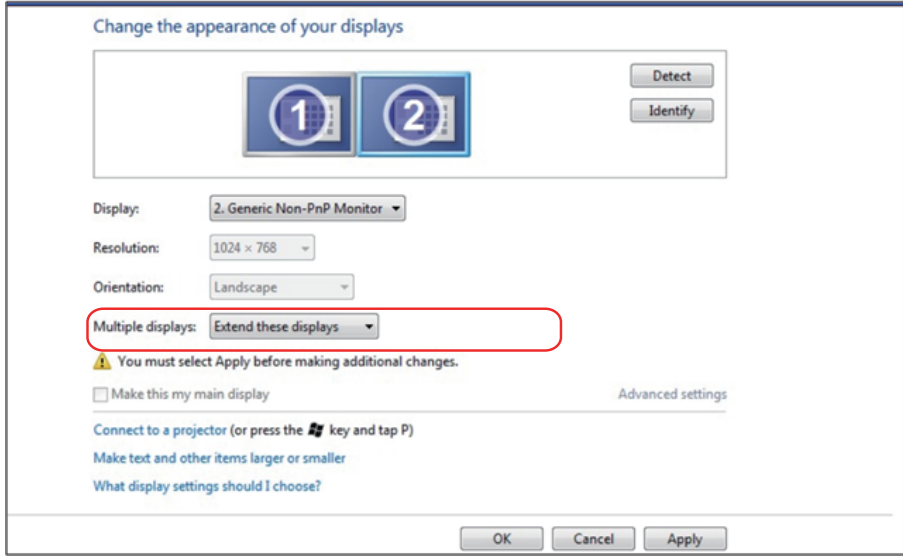 Change the appearance of your displays
1 2
Detect
Identify
Display: 2. Generic Non-PnP Monitor
Resolution: 1024 × 768
Orientation: Landscape
Multiple displays: Extend these displays
You must select Apply before making additional changes.
Make this my main display Advanced settings
Connect to a projector (or press the key and tap P)
Make text and other items larger or smaller
What display settings should I choose?
OK Cancel Apply